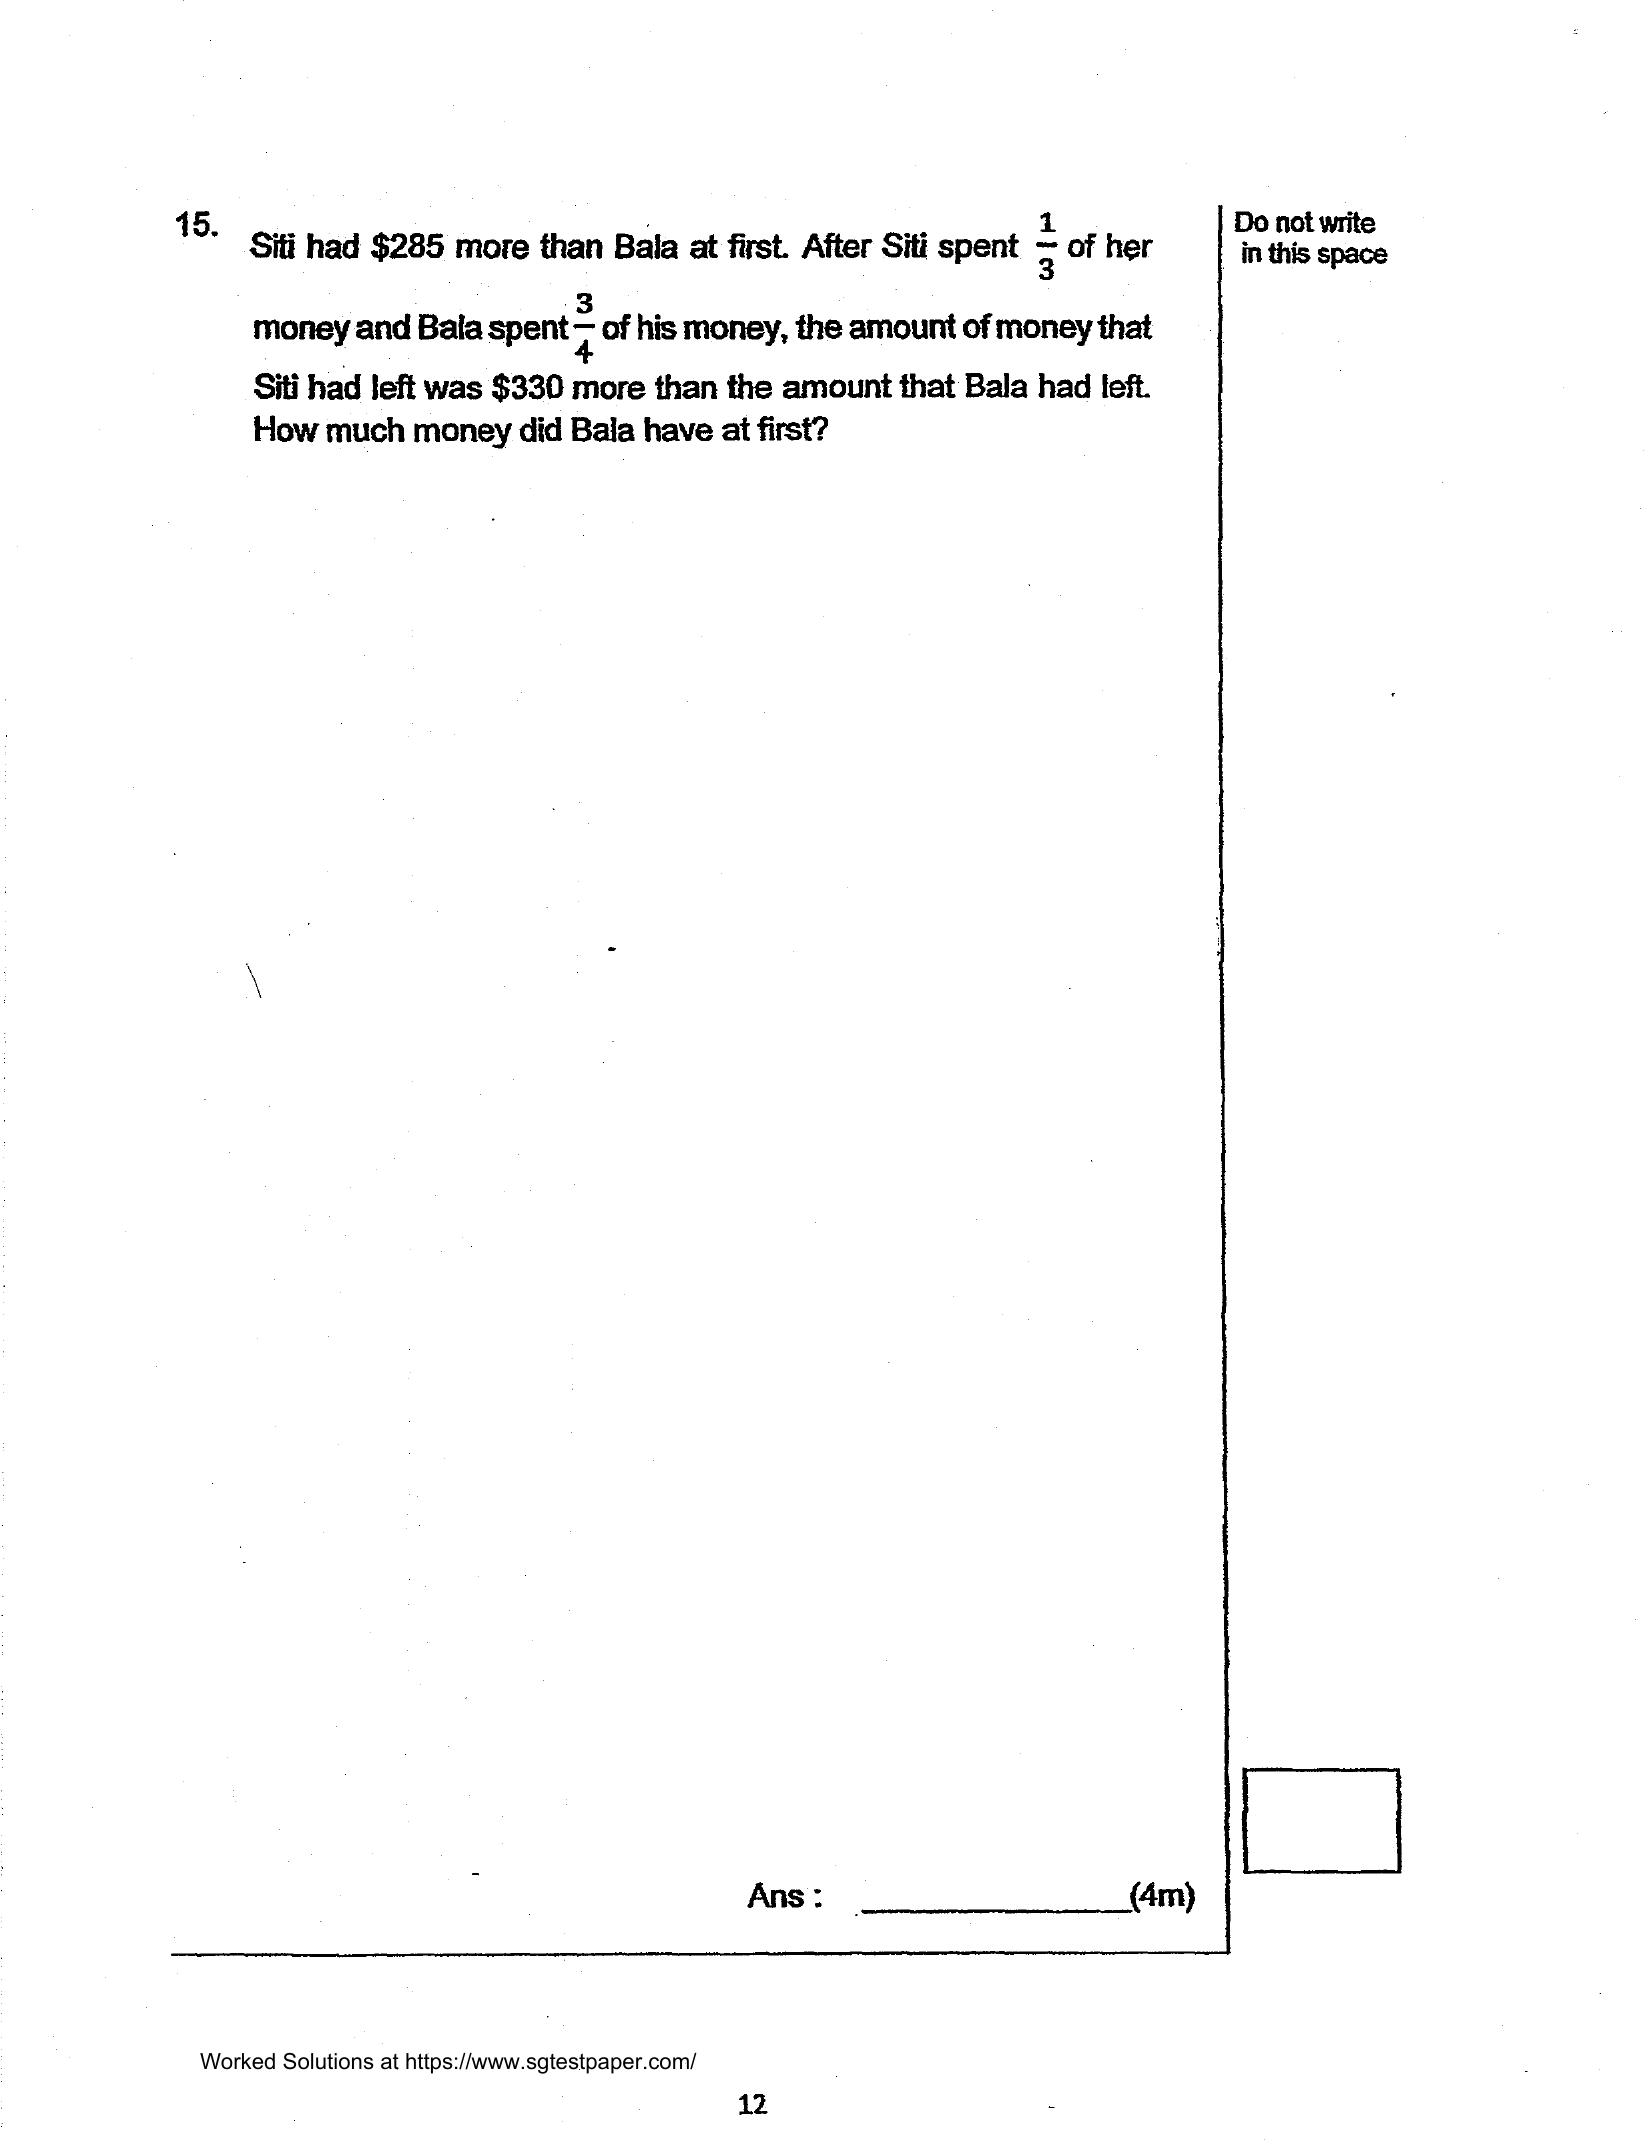 15.
Siti had $285 more than Bala at first. After Siti spent 1/3 of her
money and Bala spent 3/4 of his money, the amount of money that
Siti had left was $330 more than the amount that Bala had left.
How much money did Bala have at first?
Do not write
in this space
Ans : ____________(4m)
Worked Solutions at https://www.sgtestpaper.com/
12